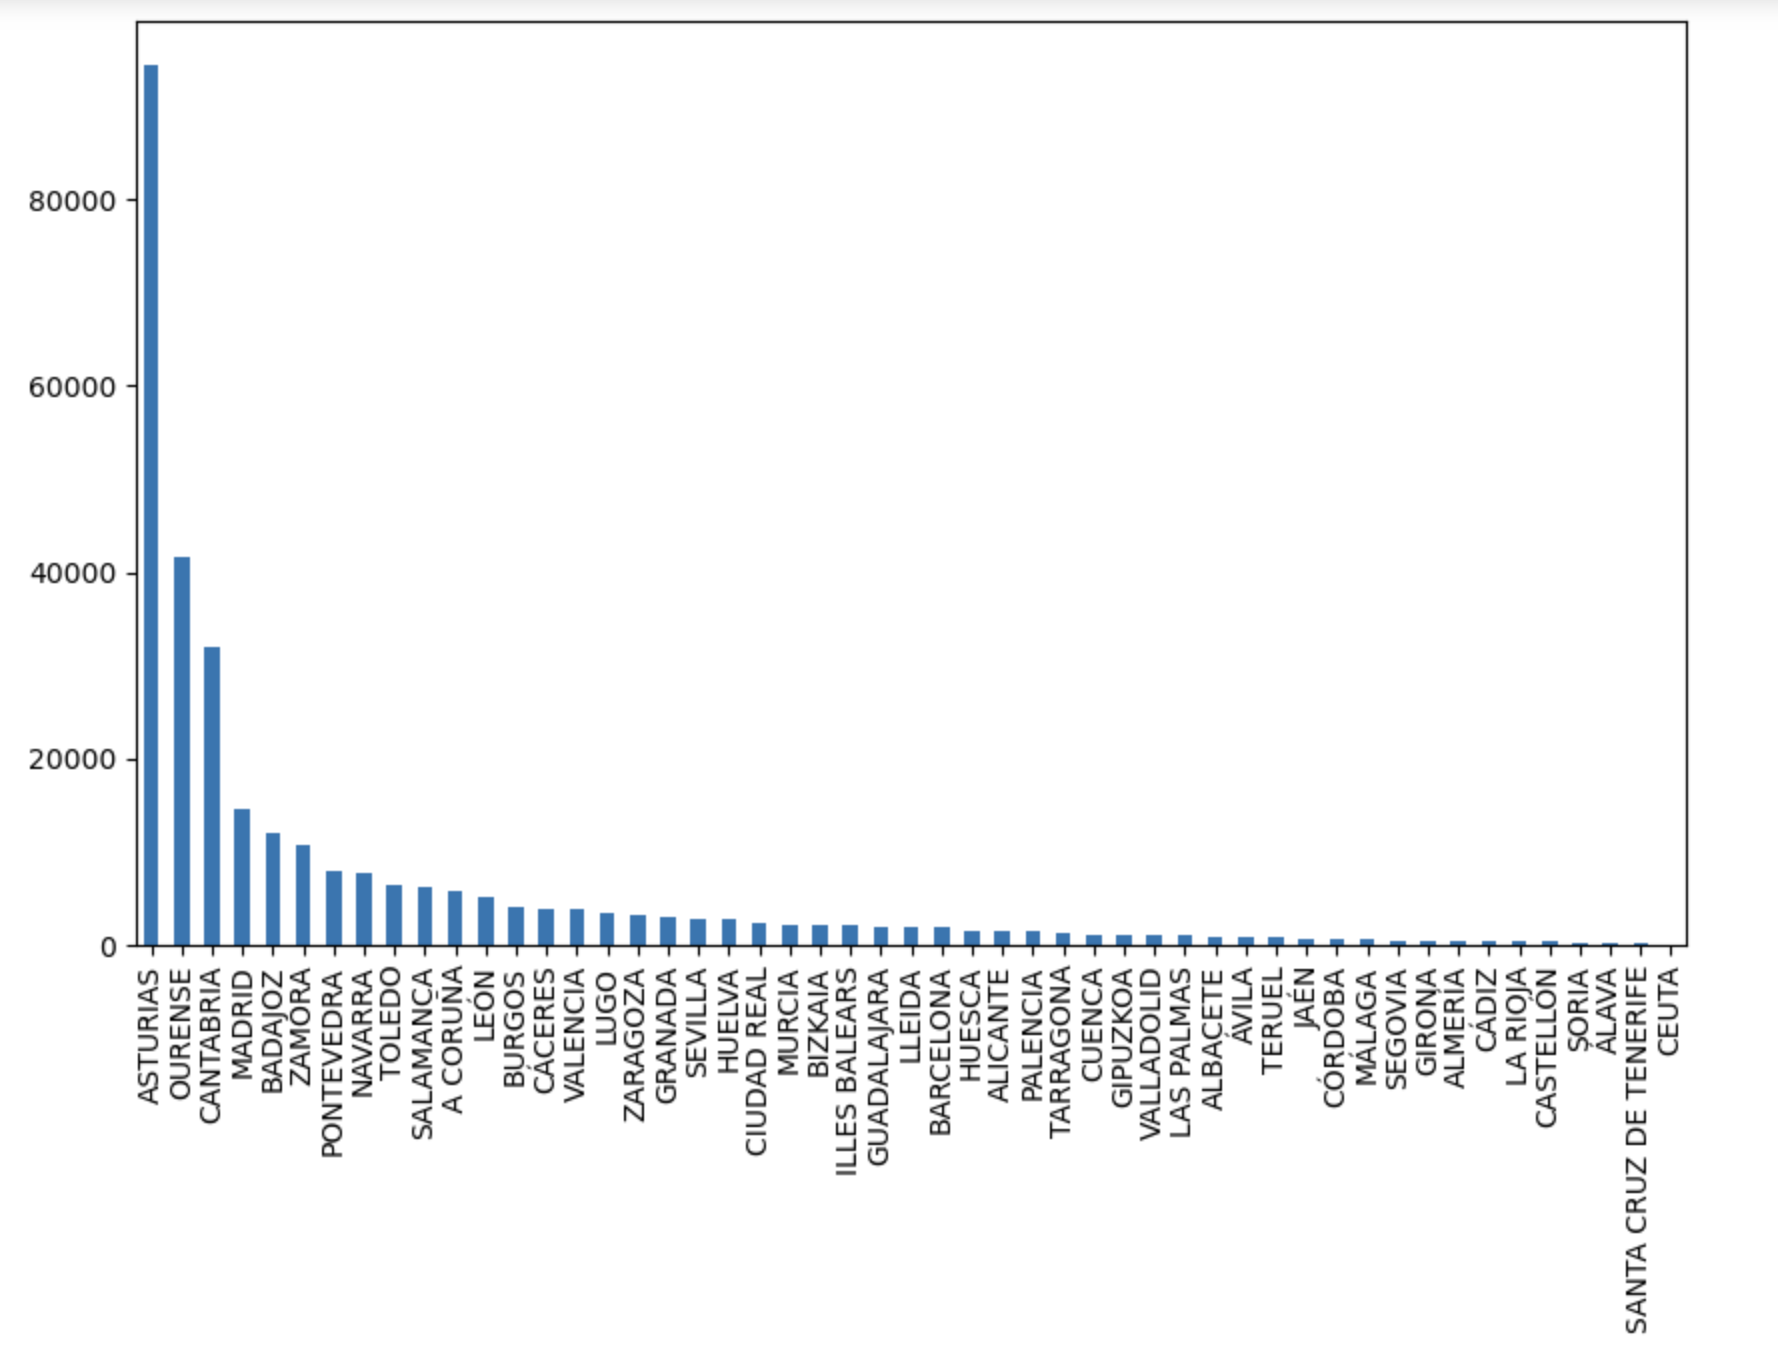 80000
60000
40000
20000
0
ASTURIAS
OURENSE
CANTABRIA
MADRID
BADAJOZ
ZAMORA
PONTEVEDRA
NAVARRA
TOLEDO
SALAMANCA
A CORUÑA
LEÓN
BURGOS
CÁCERES
VALENCIA
LUGO
ZARAGOZA
GRANADA
SEVILLA
HUELVA
CIUDAD REAL
MURCIA
BIZKAIA
ILLES BALEARS
GUADALAJARA
LLEIDA
BARCELONA
HUESCA
ALICANTE
PALENCIA
TARRAGONA
CUENCA
GIPUZKOA
VALLADOLID
LAS PALMAS
ALBACETE
ÁVILA
TERUEL
JAÉN
CÓRDOBA
MÁLAGA
SEGOVIA
GIRONA
ALMERÍA
CÁDIZ
LA RIOJA
CASTELLÓN
SORIA
ÁLAVA
SANTA CRUZ DE TENERIFE
CEUTA